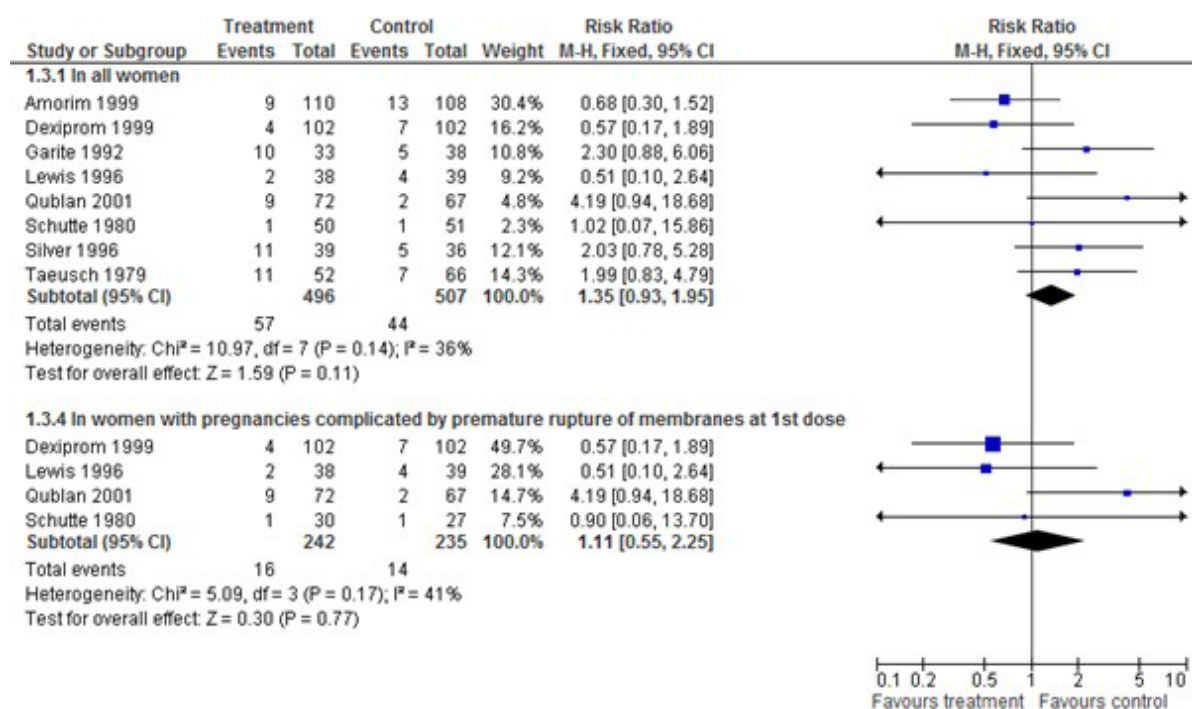 Treatment Control Risk Ratio Risk Ratio
Study or Subgroup Events Total Events Total Weight M-H, Fixed, 95% CI M-H, Fixed, 95% CI
1.3.1 In all women
Amorim 1999 9 110 13 108 30.4% 0.68 [0.30, 1.52]
Dexiprom 1999 4 102 7 102 16.2% 0.57 [0.17, 1.89]
Garite 1992 10 33 5 38 10.8% 2.30 [0.88, 6.06]
Lewis 1996 2 38 4 39 9.2% 0.51 [0.10, 2.64]
Qublan 2001 9 72 2 67 4.8% 4.19 [0.94, 18.68]
Schutte 1980 1 50 1 51 2.3% 1.02 [0.07, 15.86]
Silver 1996 11 39 5 36 12.1% 2.03 [0.78, 5.28]
Taeusch 1979 11 52 7 66 14.3% 1.99 [0.83, 4.79]
Subtotal (95% CI) 496 507 100.0% 1.35 [0.93, 1.95]
Total events 57 44
Heterogeneity: Chi² = 10.97, df = 7 (P = 0.14); I² = 36%
Test for overall effect: Z = 1.59 (P = 0.11)
1.3.4 In women with pregnancies complicated by premature rupture of membranes at 1st dose
Dexiprom 1999 4 102 7 102 49.7% 0.57 [0.17, 1.89]
Lewis 1996 2 38 4 39 28.1% 0.51 [0.10, 2.64]
Qublan 2001 9 72 2 67 14.7% 4.19 [0.94, 18.68]
Schutte 1980 1 30 1 27 7.5% 0.90 [0.06, 13.70]
Subtotal (95% CI) 242 235 100.0% 1.11 [0.55, 2.25]
Total events 16 14
Heterogeneity: Chi² = 5.09, df = 3 (P = 0.17); I² = 41%
Test for overall effect: Z = 0.30 (P = 0.77)
0.1 0.2 0.5 1 2 5 10
Favours treatment Favours control